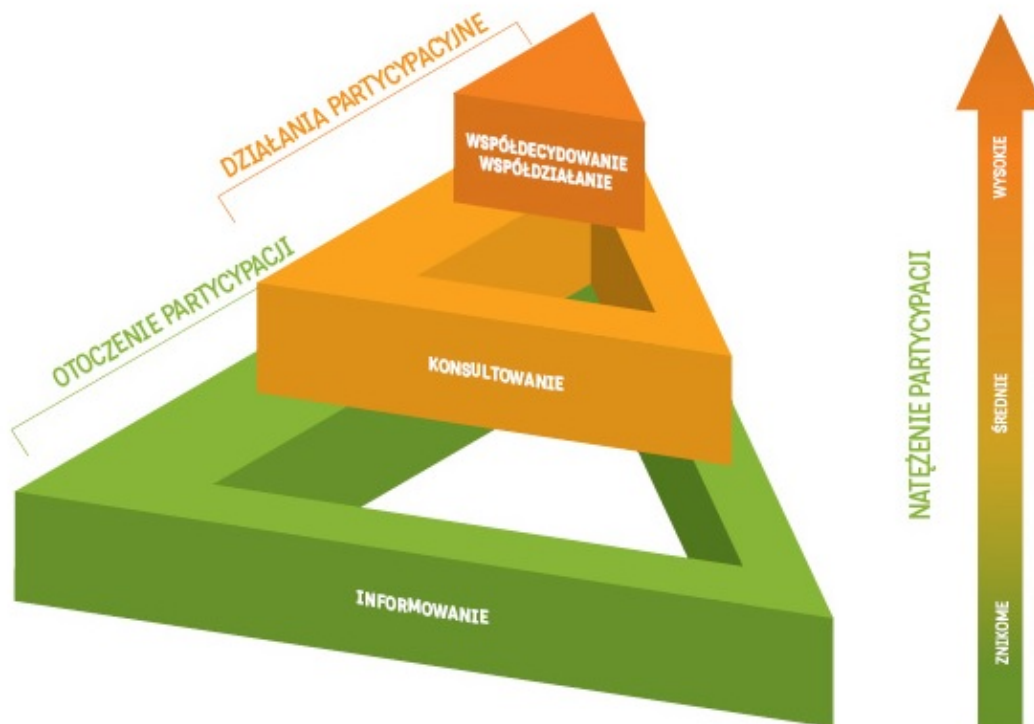 DZIAŁANIA PARTYCYPACYJNE
OTOCZENIE PARTYCYPACJI
WSPÓŁDECYDOWANIE
WSPÓŁDZIAŁANIE
KONSULTOWANIE
INFORMOWANIE
NATĘŻENIE PARTYCYPACJI
WYSOKIE
ŚREDNIE
ZNIKOME